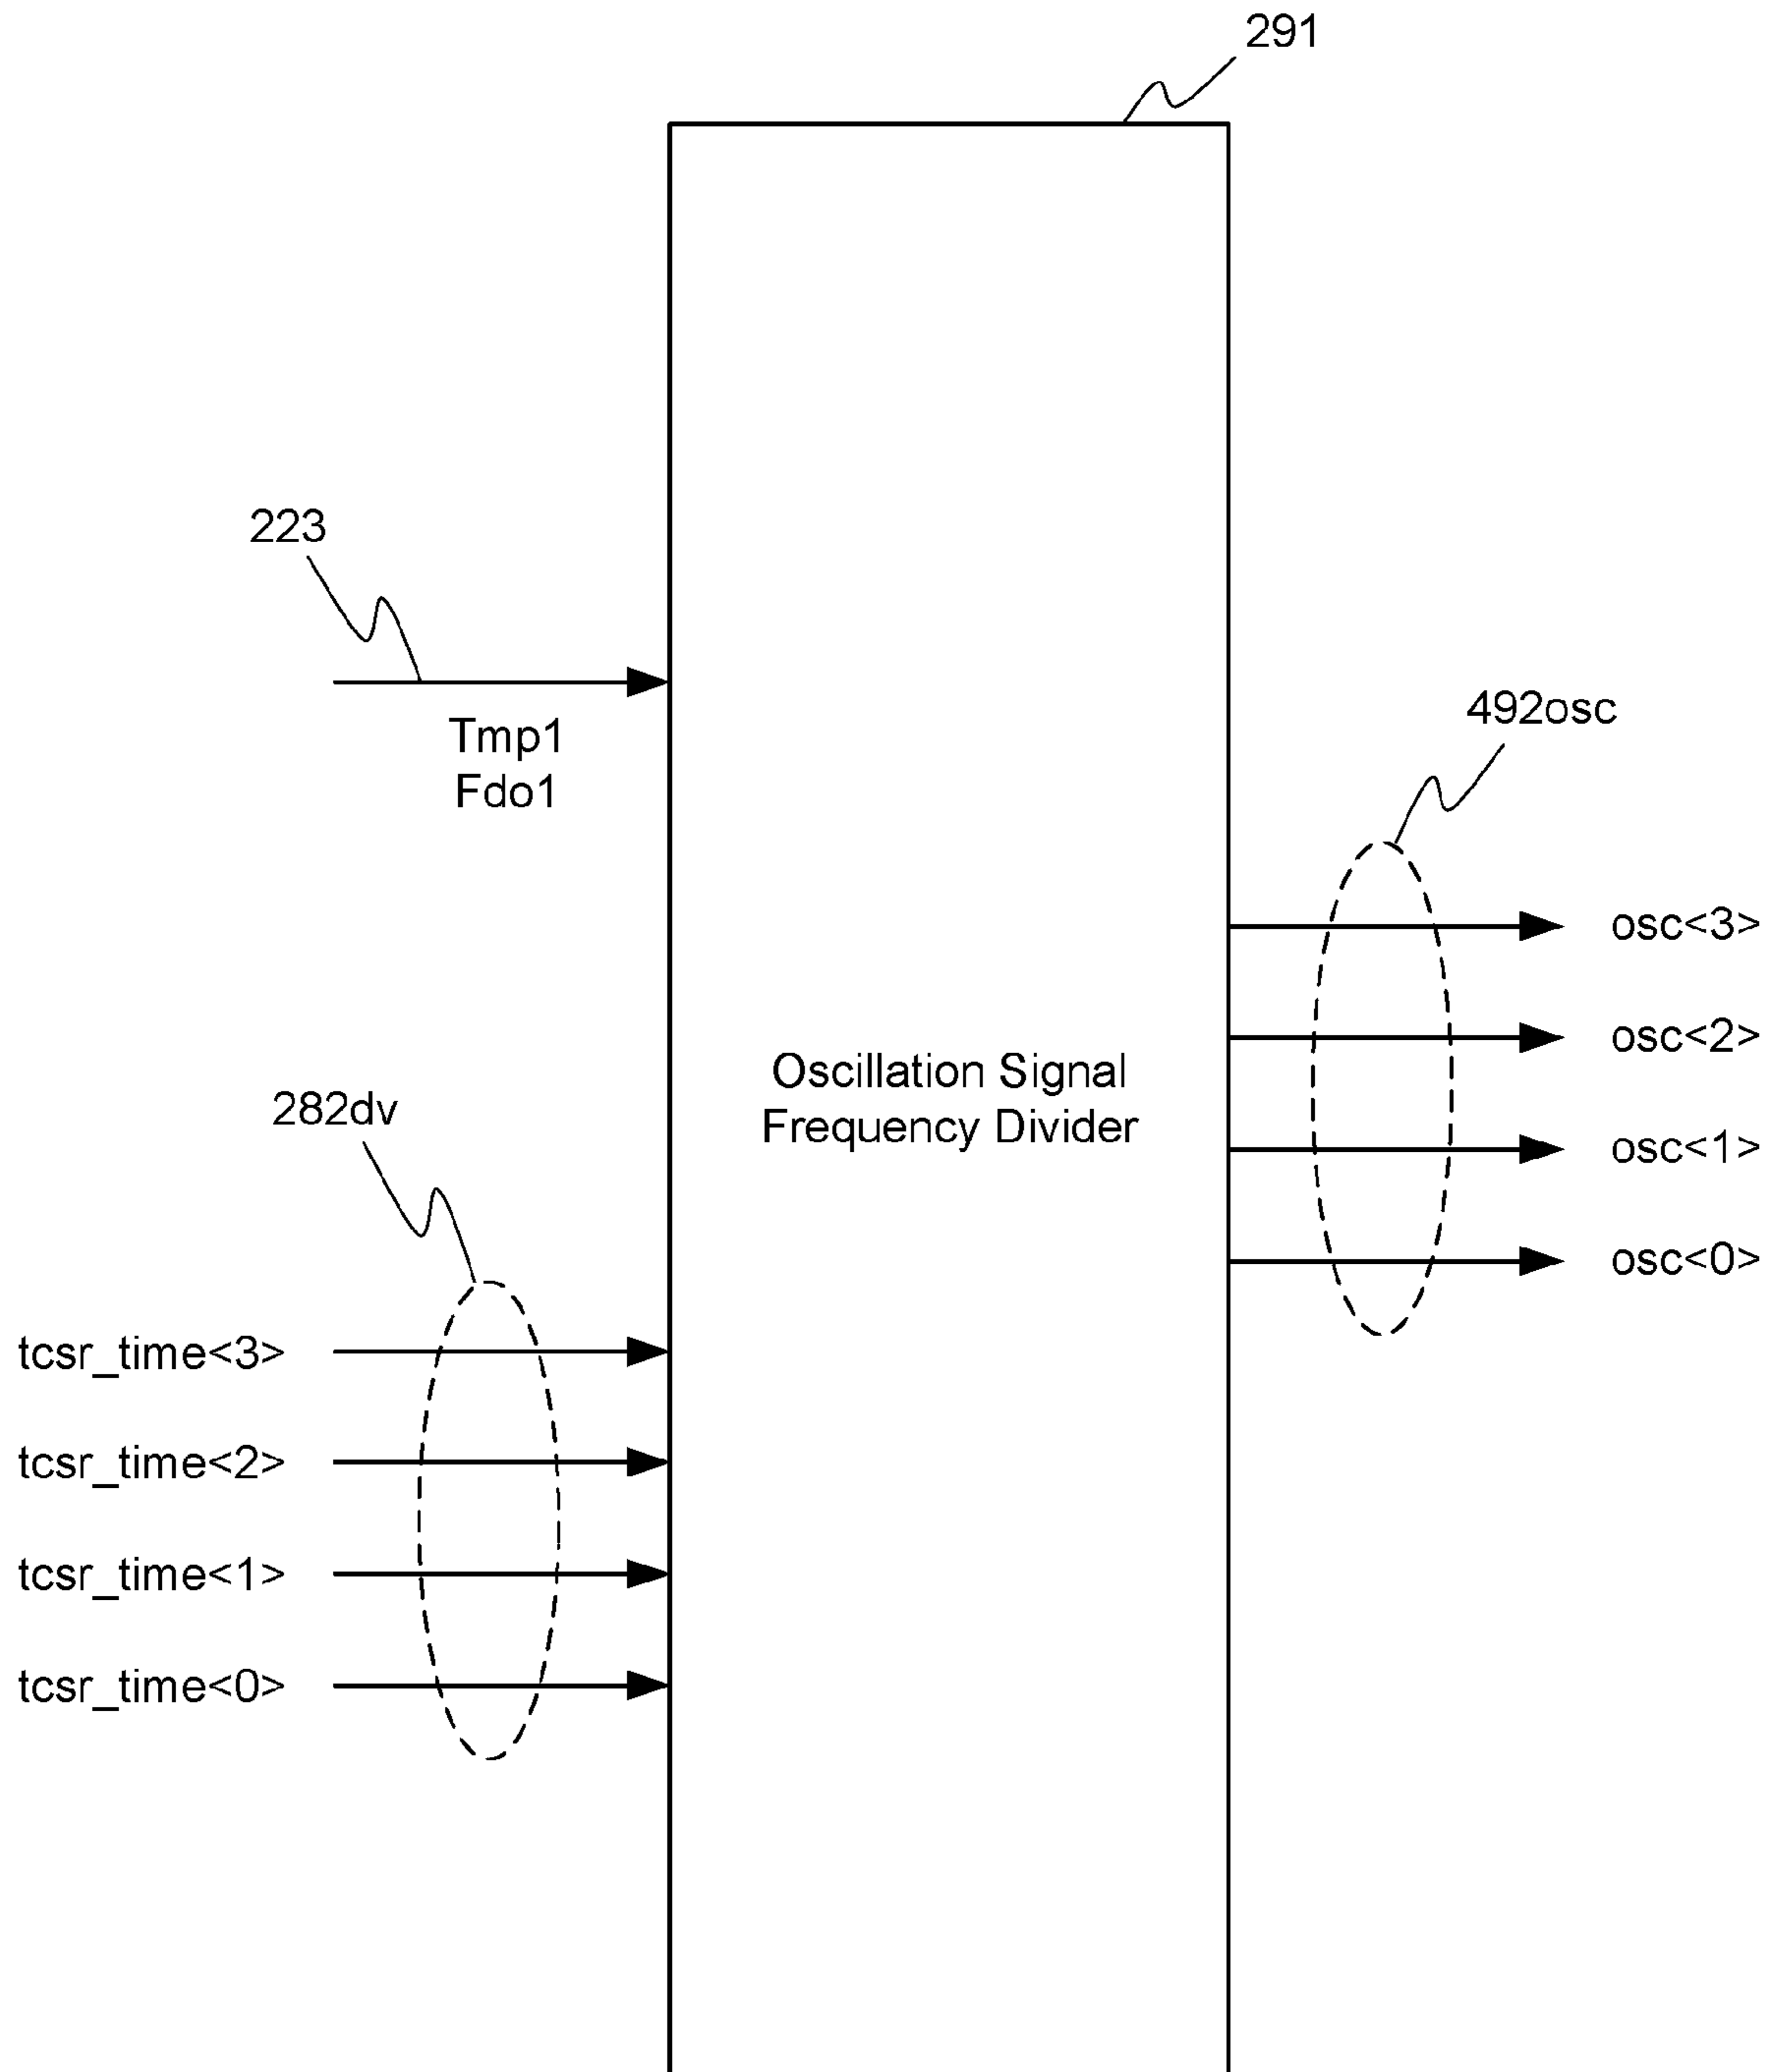 291
223
Tmp1
Fdo1
492osc
osc<3>
osc<2>
Oscillation Signal
Frequency Divider
282dv
osc<1>
osc<0>
tcsr_time<3>
tcsr_time<2>
tcsr_time<1>
tcsr_time<0>